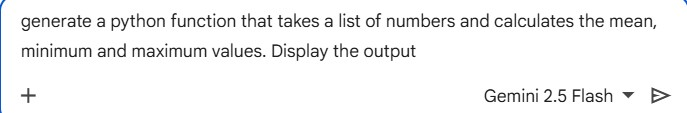 generate a python function that takes a list of numbers and calculates the mean,
minimum and maximum values. Display the output
+ Gemini 2.5 Flash